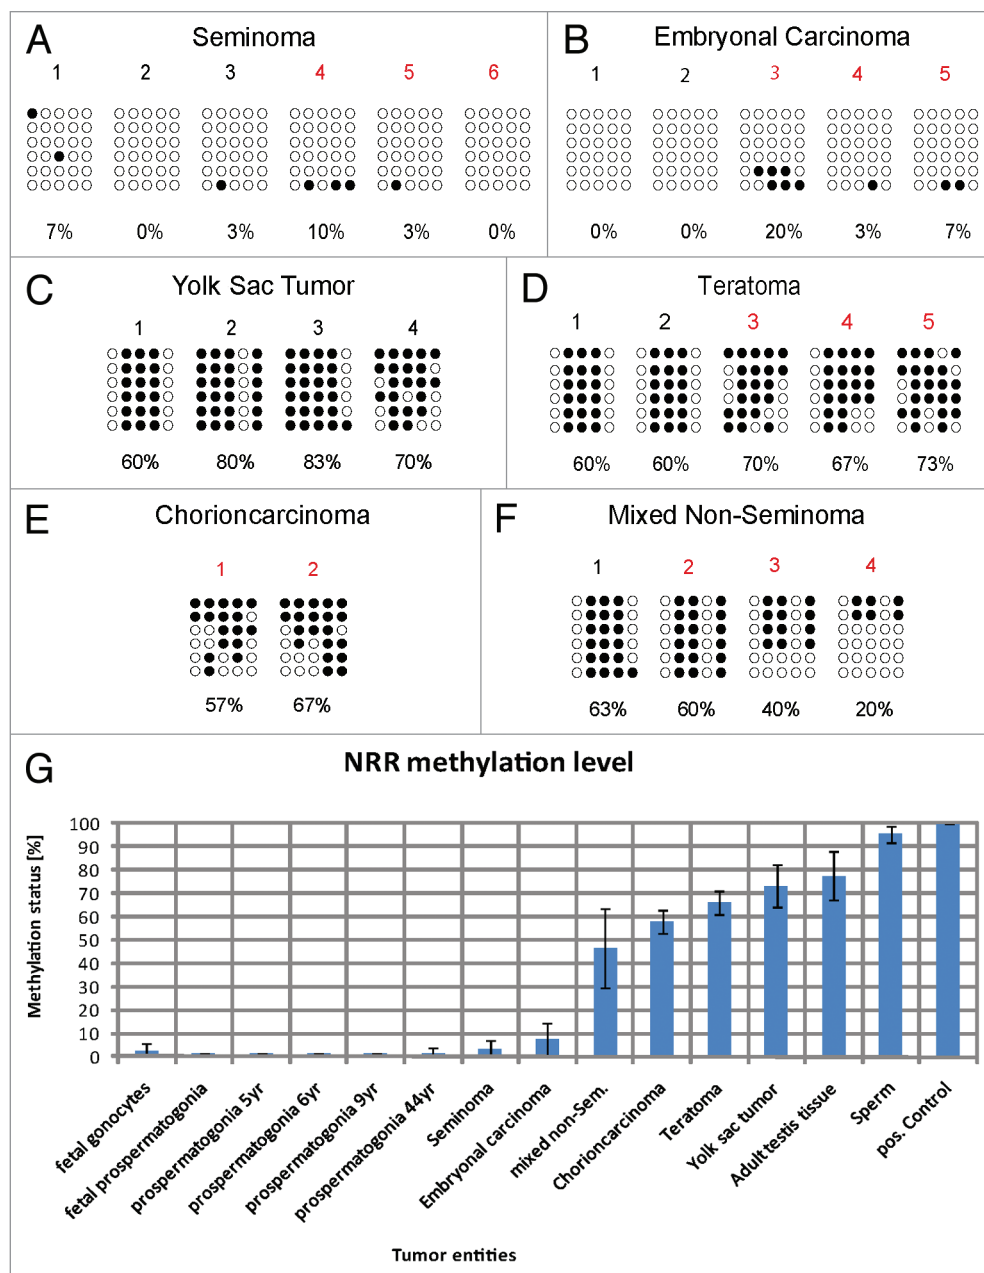 A
Seminoma
1 2 3 4 5 6
7% 0% 3% 10% 3% 0%
B
Embryonal Carcinoma
1 2 3 4 5
0% 0% 20% 3% 7%
C
Yolk Sac Tumor
1 2 3 4
60% 80% 83% 70%
D
Teratoma
1 2 3 4 5
60% 60% 70% 67% 73%
E
Chorioncarcinoma
1 2
57% 67%
F
Mixed Non-Seminoma
1 2 3 4
63% 60% 40% 20%
G
NRR methylation level
Methylation status [%]
100
90
80
70
60
50
40
30
20
10
0
fetal gonocytes
fetal prospermatogonia
prospermatogonia 5yr
prospermatogonia 6yr
prospermatogonia 9yr
prospermatogonia 44yr
Seminoma
Embryonal carcinoma
mixed non-Sem.
Chorioncarcinoma
Teratoma
Yolk sac tumor
Adult testis tissue
Sperm
pos. Control
Tumor entities